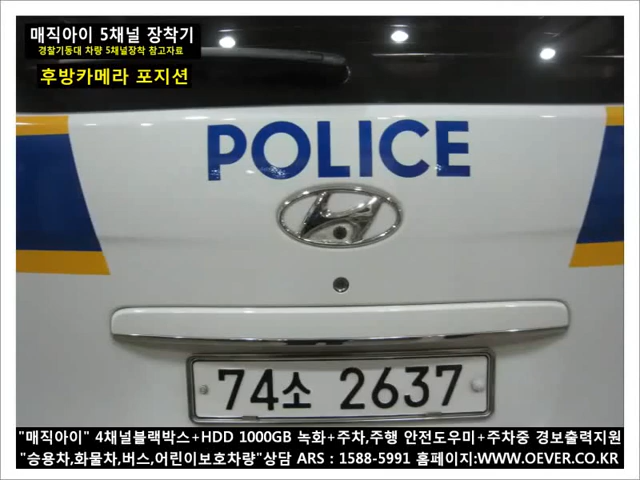 매직아이 5채널 장착기
경찰기동대 차량 5채널장착 참고자료
후방카메라 포지션
POLICE
74소 2637
"매직아이" 4채널블랙박스+HDD 1000GB 녹화+주차,주행 안전도우미+주차중 경보출력지원
"승용차,화물차,버스,어린이보호차량"상담 ARS : 1588-5991 홈페이지:WWW.OEVER.CO.KR